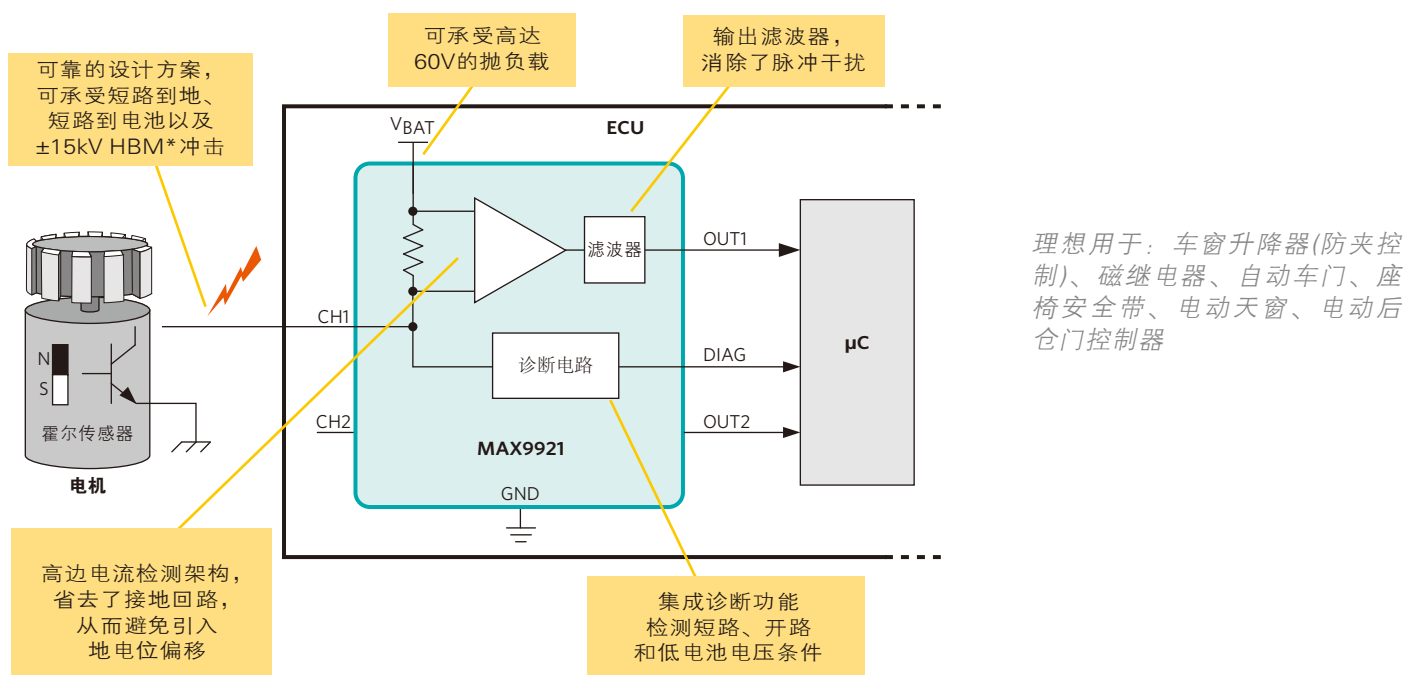 可靠的设计方案，
可承受短路到地、
短路到电池以及
±15kV HBM*冲击
可承受高达
60V的抛负载
输出滤波器，
消除了脉冲干扰
VBAT
ECU
滤波器
OUT1
CH1
诊断电路
DIAG
µC
CH2
OUT2
MAX9921
GND
N
S
霍尔传感器
电机
高边电流检测架构，
省去了接地回路，
从而避免引入
地电位偏移
集成诊断功能
检测短路、开路
和低电池电压条件
理想用于：车窗升降器(防夹控
制)、磁继电器、自动车门、座
椅安全带、电动天窗、电动后
仓门控制器